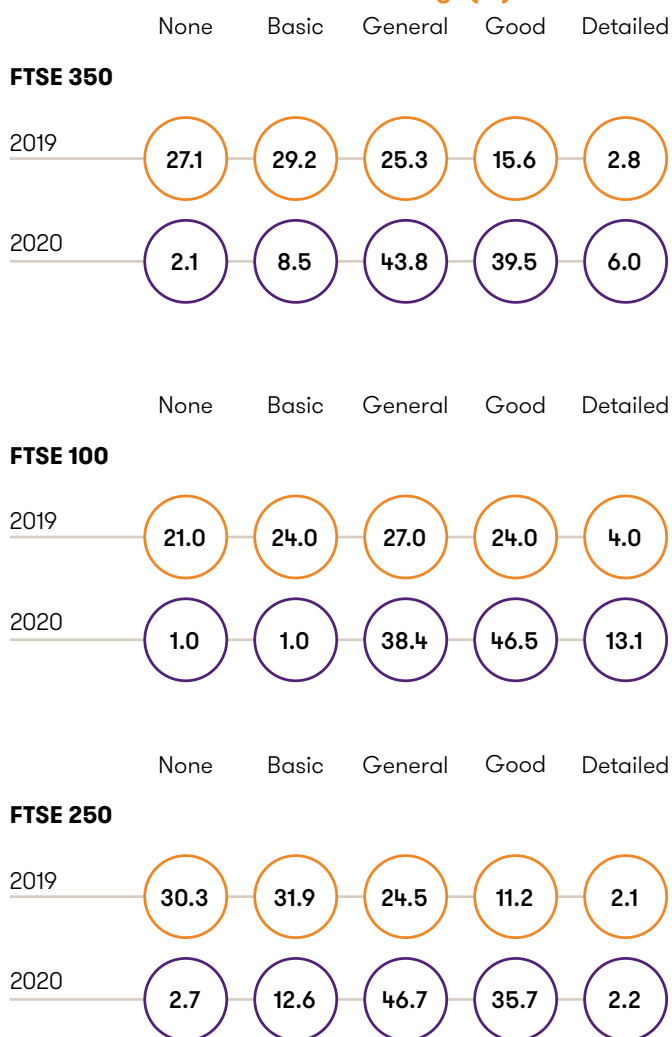 None Basic General Good Detailed
FTSE 350
2019 27.1 29.2 25.3 15.6 2.8
2020 2.1 8.5 43.8 39.5 6.0
None Basic General Good Detailed
FTSE 100
2019 21.0 24.0 27.0 24.0 4.0
2020 1.0 1.0 38.4 46.5 13.1
None Basic General Good Detailed
FTSE 250
2019 30.3 31.9 24.5 11.2 2.1
2020 2.7 12.6 46.7 35.7 2.2